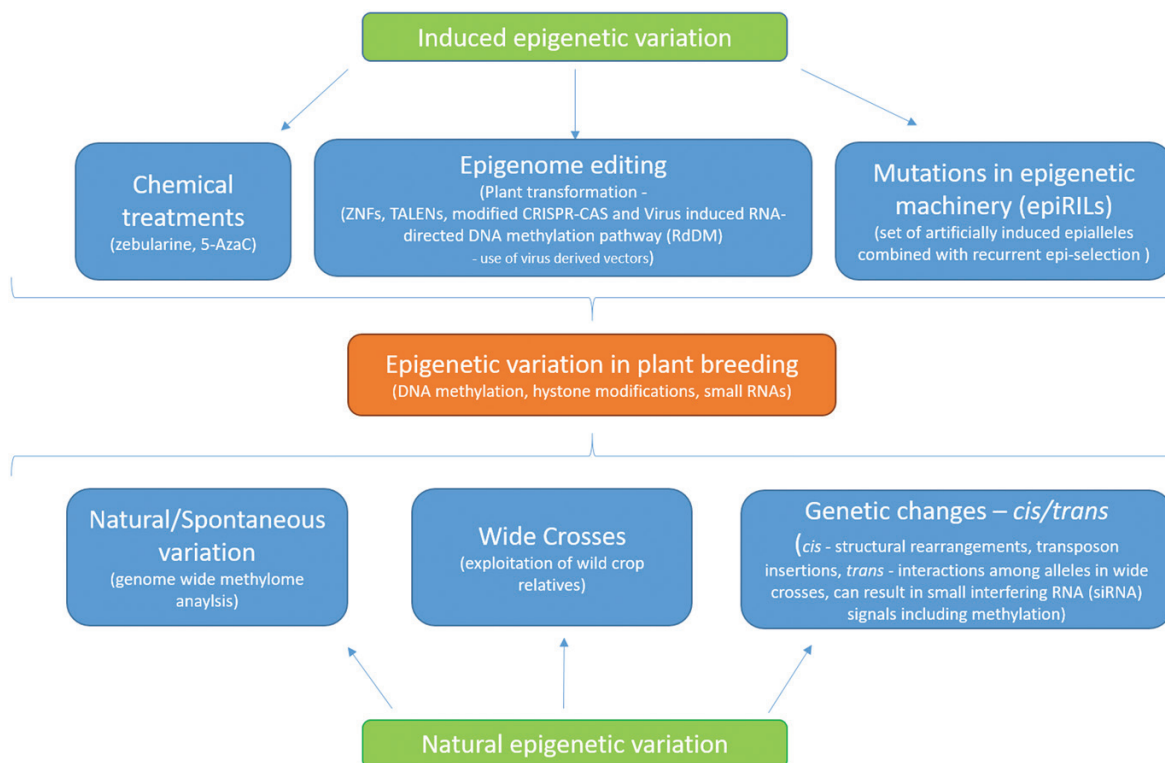 Induced epigenetic variation
Chemical
treatments
(zebularine, 5-AzaC)
Epigenome editing
(Plant transformation -
(ZNFs, TALENs, modified CRISPR-CAS and Virus induced RNA-
directed DNA methylation pathway (RdDM)
- use of virus derived vectors)
Mutations in epigenetic
machinery (epiRILs)
(set of artificially induced epialleles
combined with recurrent epi-selection )
Epigenetic variation in plant breeding
(DNA methylation, hystone modifications, small RNAs)
Natural/Spontaneous
variation
(genome wide methylome
anaylsis)
Wide Crosses
(exploitation of wild crop
relatives)
Genetic changes – cis/trans
(cis - structural rearrangements, transposon
insertions, trans - interactions among alleles in wide
crosses, can result in small interfering RNA (siRNA)
signals including methylation)
Natural epigenetic variation